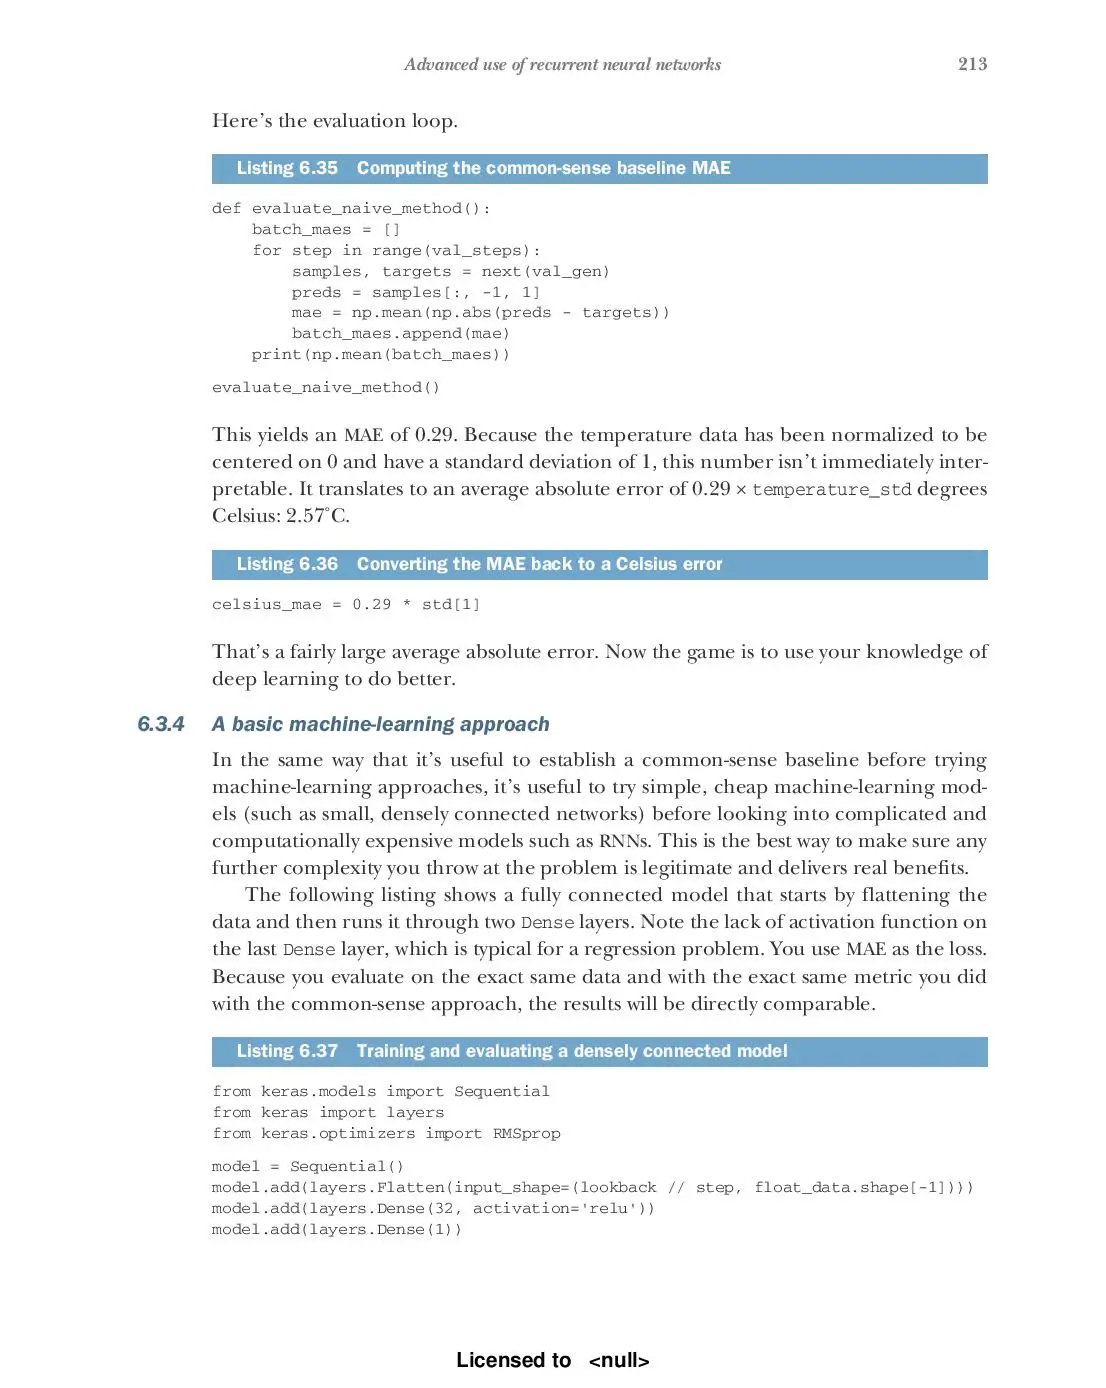 Advanced use of recurrent neural networks 213
Here's the evaluation loop.
Listing 6.35 Computing the common-sense baseline MAE
def evaluate_naive_method():
    batch_maes = []
    for step in range(val_steps):
        samples, targets = next(val_gen)
        preds = samples[:, -1, 1]
        mae = np.mean(np.abs(preds - targets))
        batch_maes.append(mae)
    print(np.mean(batch_maes))
evaluate_naive_method()
This yields an MAE of 0.29. Because the temperature data has been normalized to be
centered on 0 and have a standard deviation of 1, this number isn't immediately inter-
pretable. It translates to an average absolute error of 0.29 × temperature_std degrees
Celsius: 2.57˚C.
Listing 6.36 Converting the MAE back to a Celsius error
celsius_mae = 0.29 * std[1]
That's a fairly large average absolute error. Now the game is to use your knowledge of
deep learning to do better.
6.3.4 A basic machine-learning approach
In the same way that it's useful to establish a common-sense baseline before trying
machine-learning approaches, it's useful to try simple, cheap machine-learning mod-
els (such as small, densely connected networks) before looking into complicated and
computationally expensive models such as RNNs. This is the best way to make sure any
further complexity you throw at the problem is legitimate and delivers real benefits.
The following listing shows a fully connected model that starts by flattening the
data and then runs it through two Dense layers. Note the lack of activation function on
the last Dense layer, which is typical for a regression problem. You use MAE as the loss.
Because you evaluate on the exact same data and with the exact same metric you did
with the common-sense approach, the results will be directly comparable.
Listing 6.37 Training and evaluating a densely connected model
from keras.models import Sequential
from keras import layers
from keras.optimizers import RMSprop
model = Sequential()
model.add(layers.Flatten(input_shape=(lookback // step, float_data.shape[-1])))
model.add(layers.Dense(32, activation='relu'))
model.add(layers.Dense(1))
Licensed to <null>